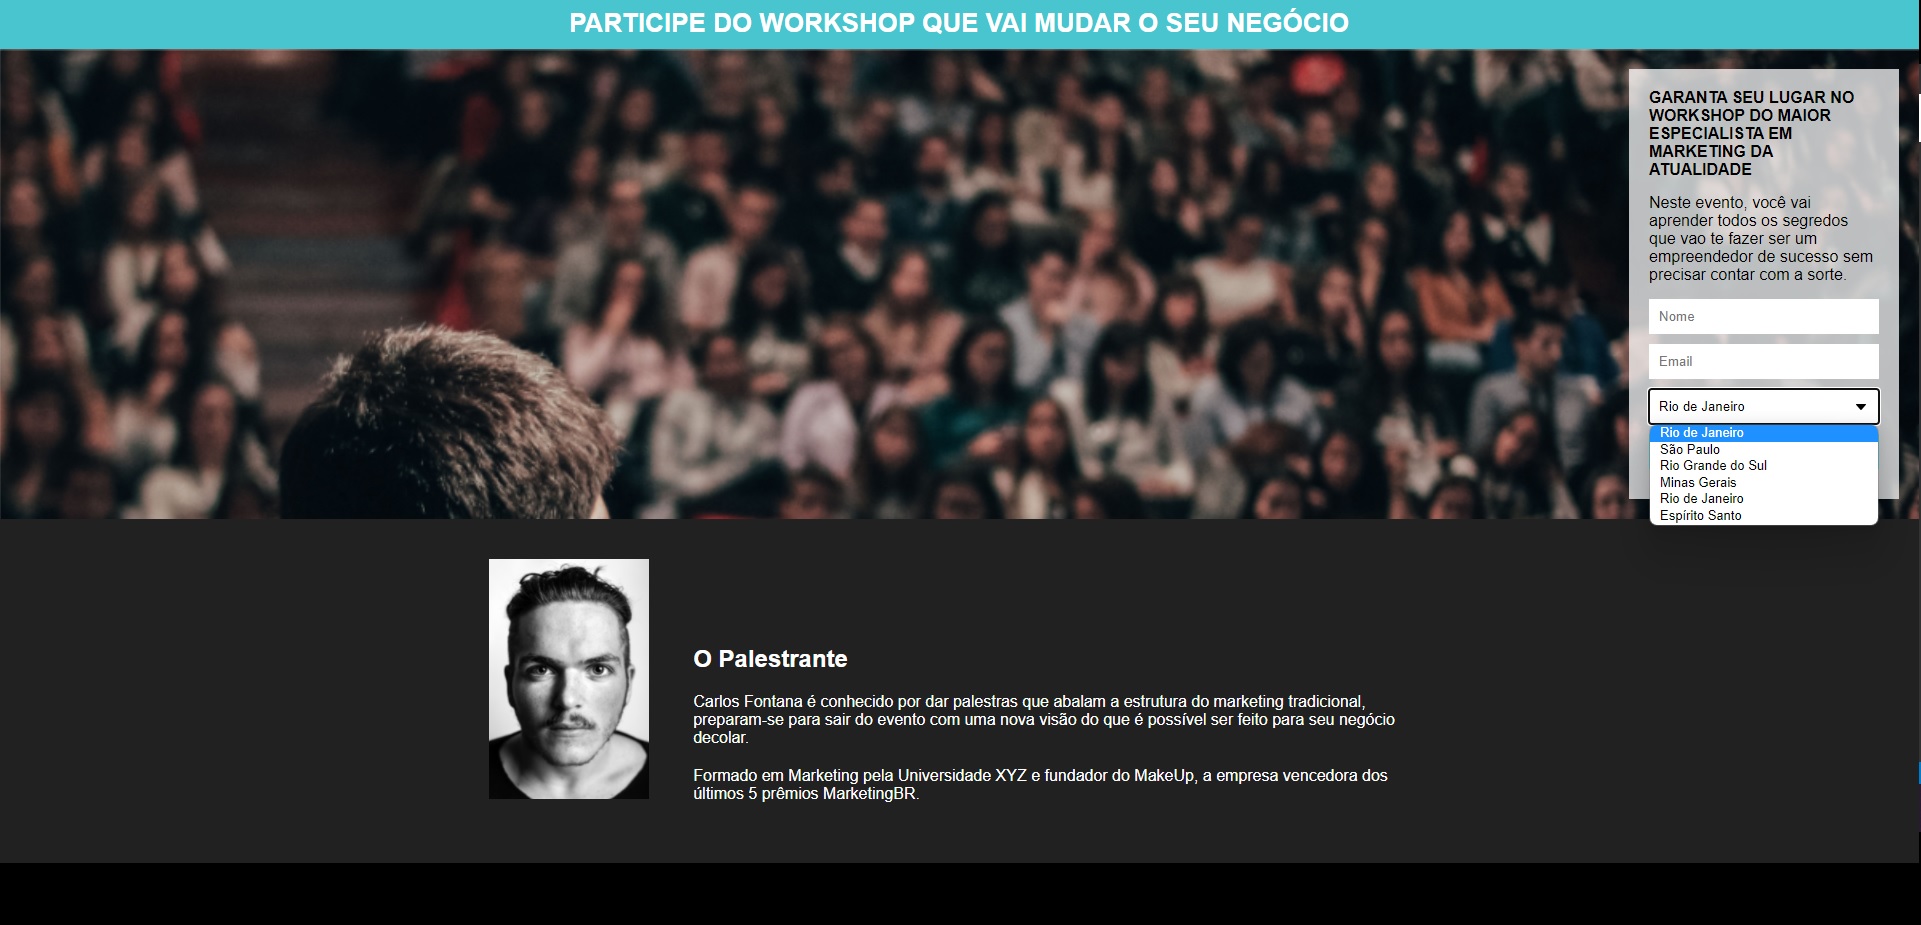 PARTICIPE DO WORKSHOP QUE VAI MUDAR O SEU NEGÓCIO
GARANTA SEU LUGAR NO
WORKSHOP DO MAIOR
ESPECIALISTA EM
MARKETING DA
ATUALIDADE
Neste evento, você vai
aprender todos os segredos
que vao te fazer ser um
empreendedor de sucesso sem
precisar contar com a sorte.
Nome
Email
Rio de Janeiro
Rio de Janeiro
São Paulo
Rio Grande do Sul
Minas Gerais
Rio de Janeiro
Espírito Santo
O Palestrante
Carlos Fontana é conhecido por dar palestras que abalam a estrutura do marketing tradicional,
preparam-se para sair do evento com uma nova visão do que é possível ser feito para seu negócio
decolar.
Formado em Marketing pela Universidade XYZ e fundador do MakeUp, a empresa vencedora dos
últimos 5 prêmios MarketingBR.